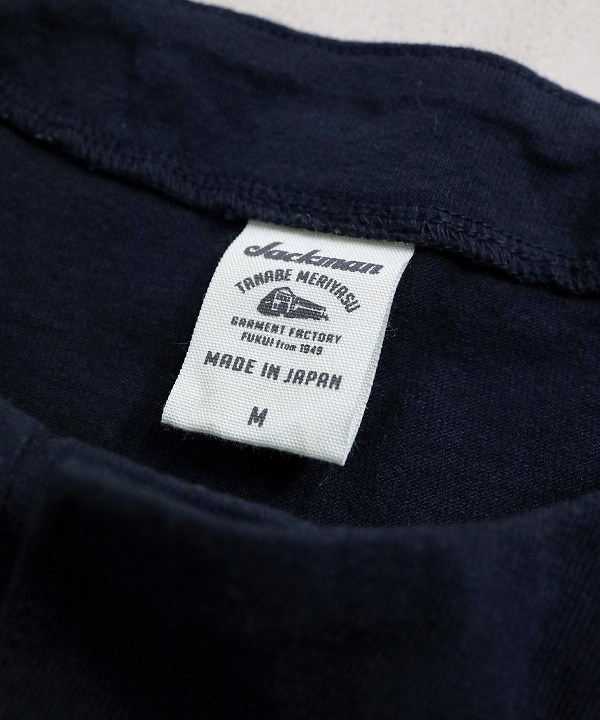 Jackman
TANABE MERIYASU
GARMENT FACTORY
FUKUI from 1949
MADE IN JAPAN
M